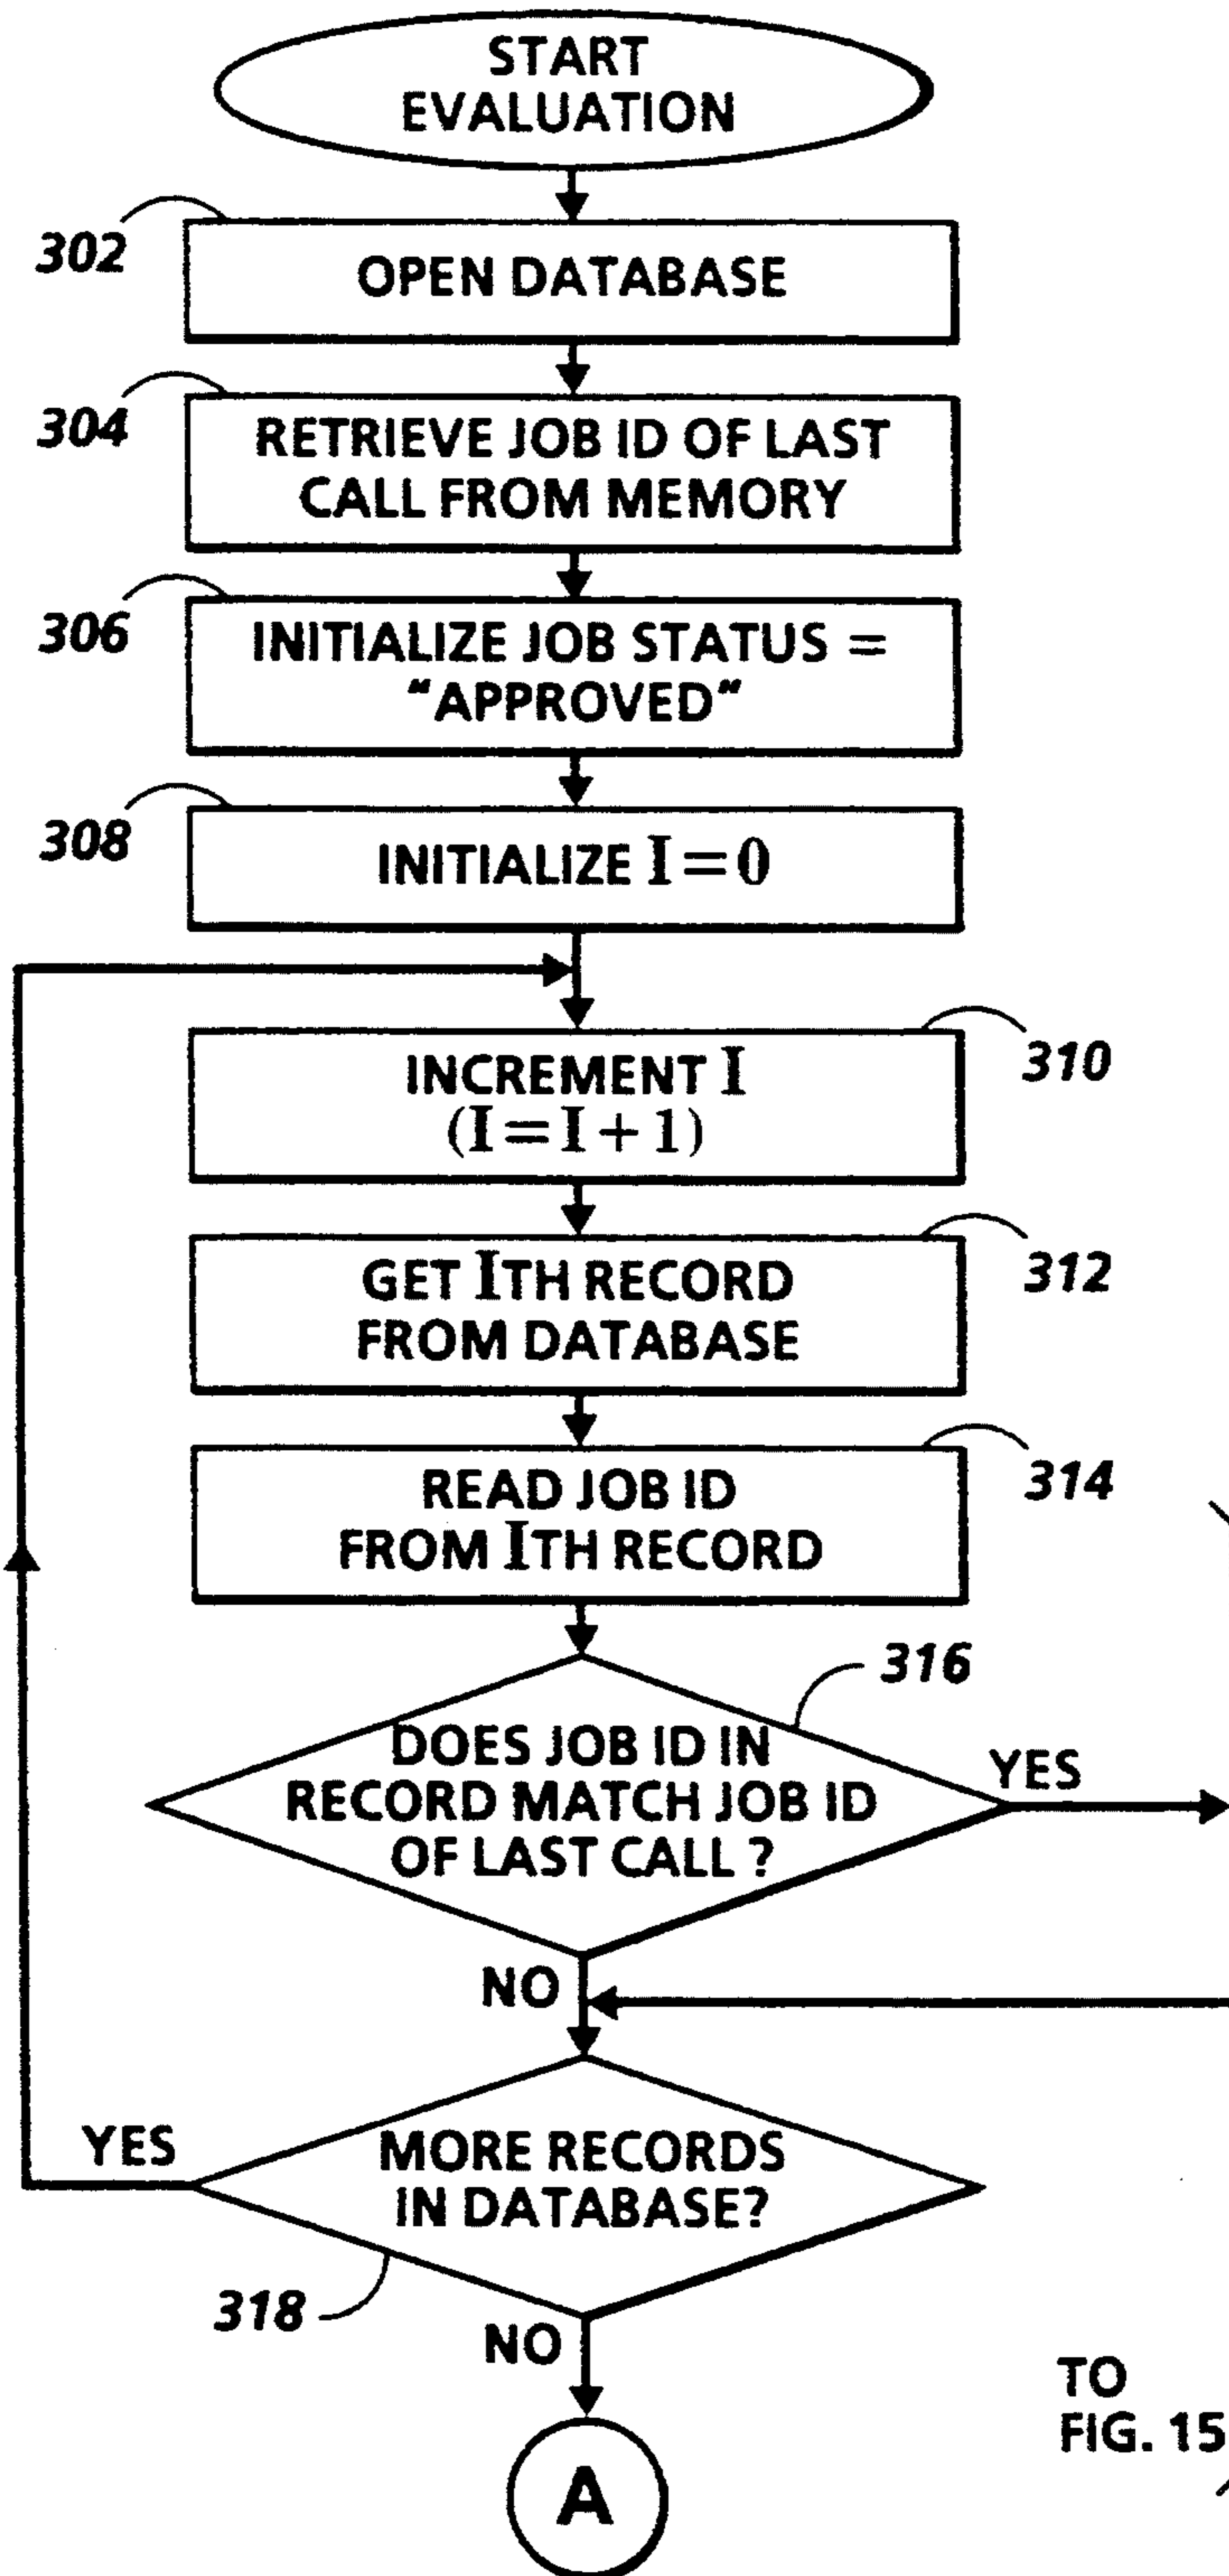 START
EVALUATION
302
OPEN DATABASE
304
RETRIEVE JOB ID OF LAST
CALL FROM MEMORY
306
INITIALIZE JOB STATUS =
"APPROVED"
308
INITIALIZE I = 0
INCREMENT I
(I = I + 1)
310
GET ITH RECORD
FROM DATABASE
312
READ JOB ID
FROM ITH RECORD
314
316
DOES JOB ID IN
RECORD MATCH JOB ID
OF LAST CALL ?
YES
NO
YES
MORE RECORDS
IN DATABASE?
318
NO
TO
FIG. 15
A